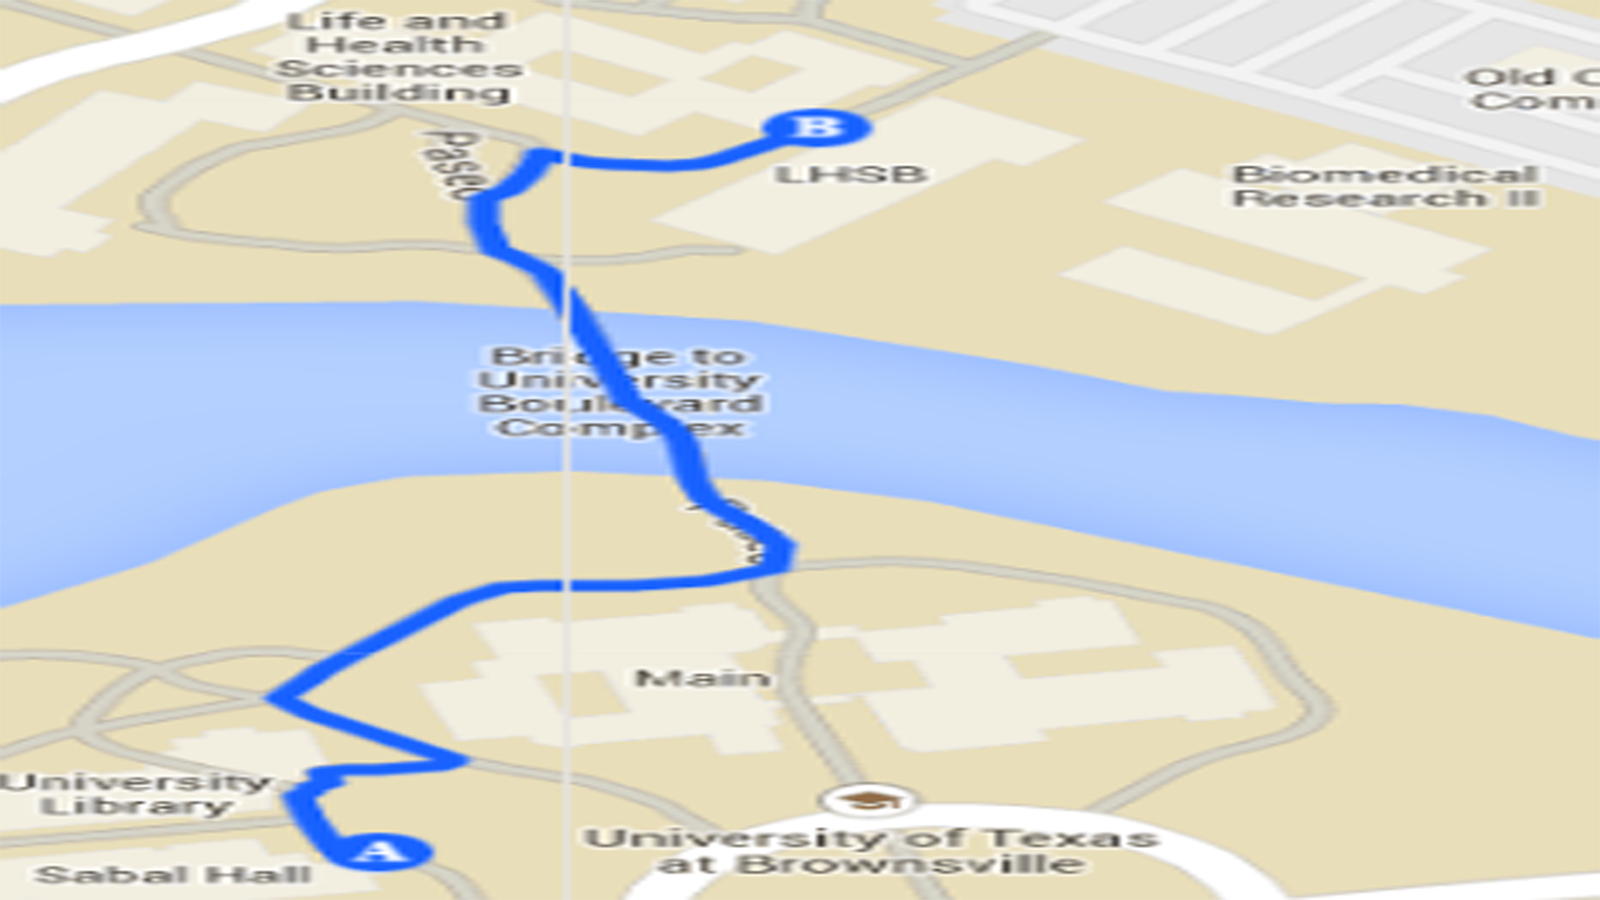 Life and
Health
Sciences
Building
Old
Paseo
B
LHSB
Biomedical
Research II
Bridge to
University
Boulevard
Complex
Main
University
Library
A
Sabal Hall
University of Texas
at Brownsville